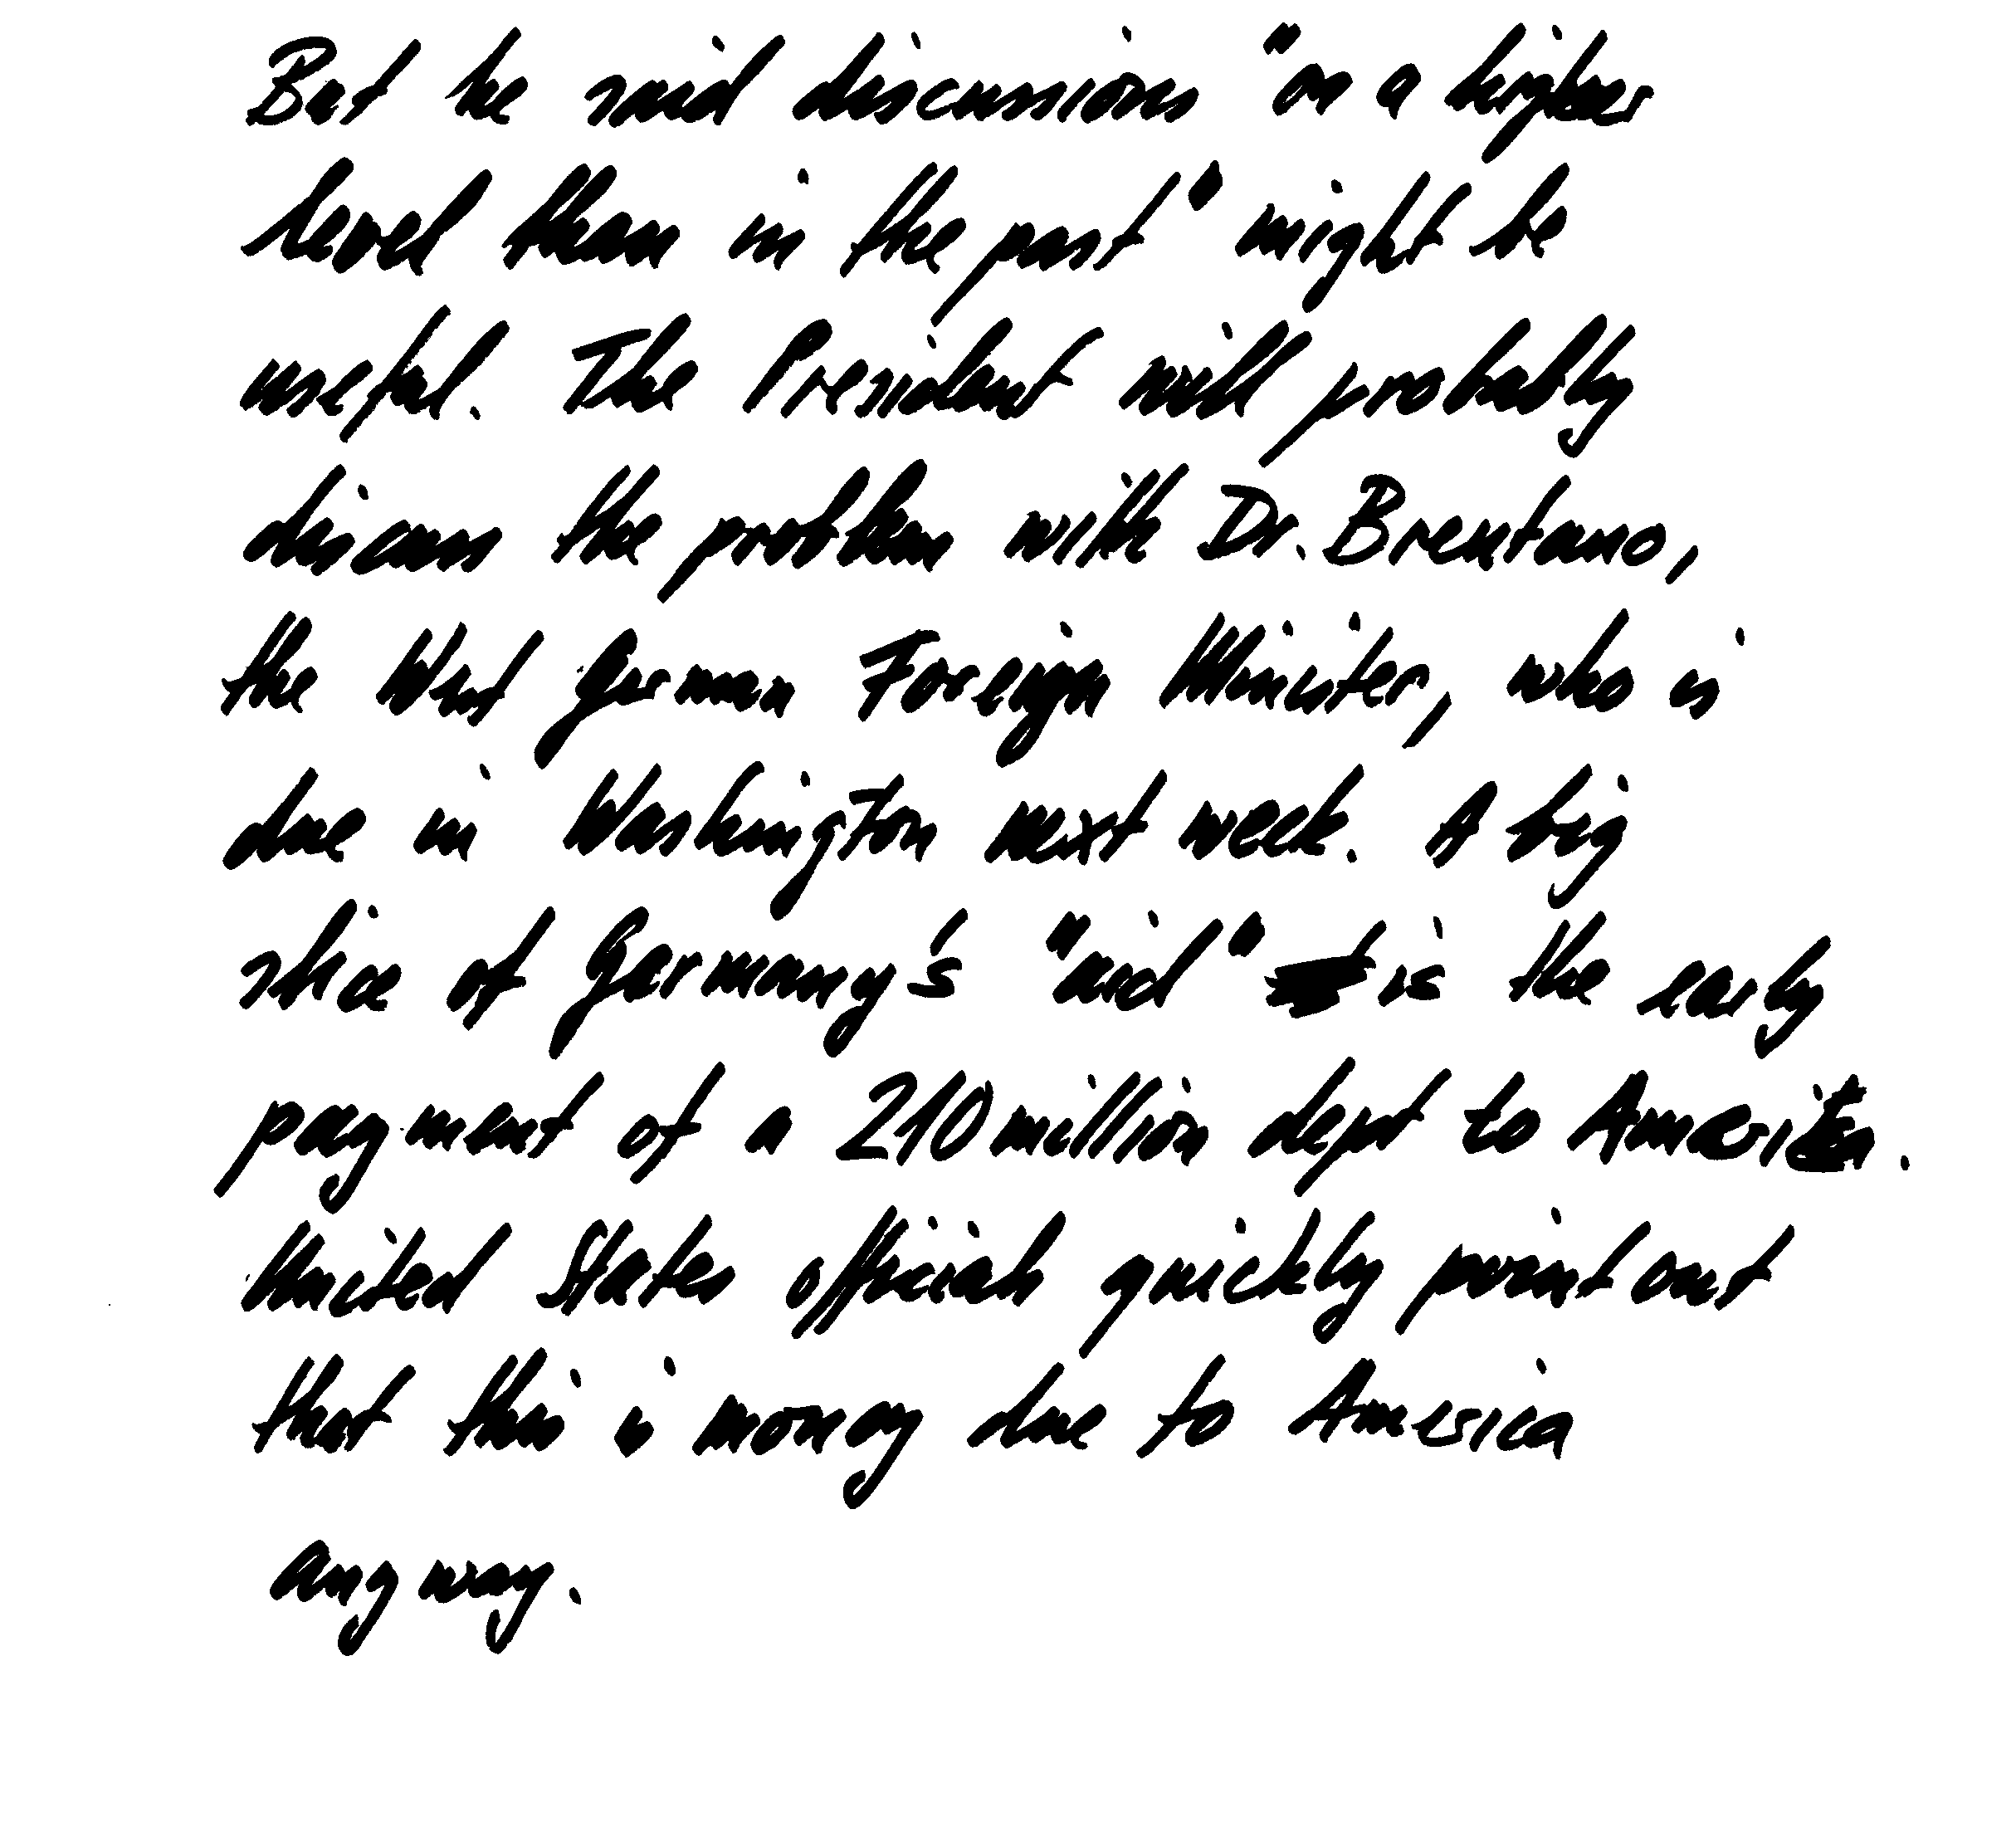 But he said discussions "on a higher
level than in the past" might be
useful. The President will probably
discuss the problem with Dr. Brentano,
the West German Foreign Minister, who is
due in Washington next week. A big
slice of Germany's "aid" is the early
payment of a 210 million dept to America.
United States officials quickly point out
that this is money due to America
anyway.